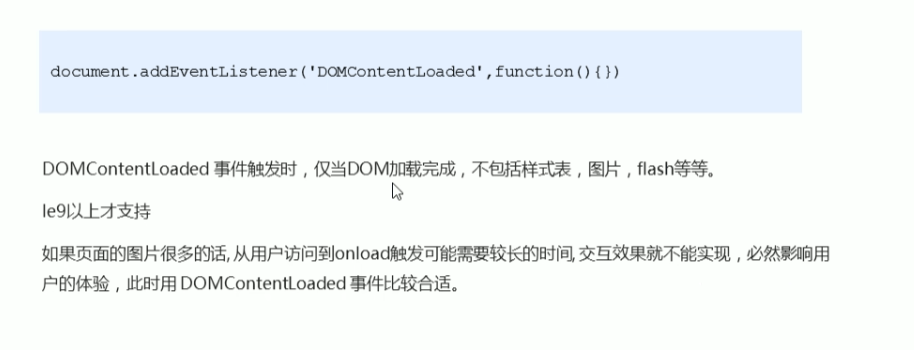 document.addEventListener('DOMContentLoaded',function(){})
DOMContentLoaded 事件触发时，仅当DOM加载完成，不包括样式表，图片，flash等等。
Ie9以上才支持
如果页面的图片很多的话, 从用户访问到onload触发可能需要较长的时间, 交互效果就不能实现，必然影响用
户的体验，此时用 DOMContentLoaded 事件比较合适。